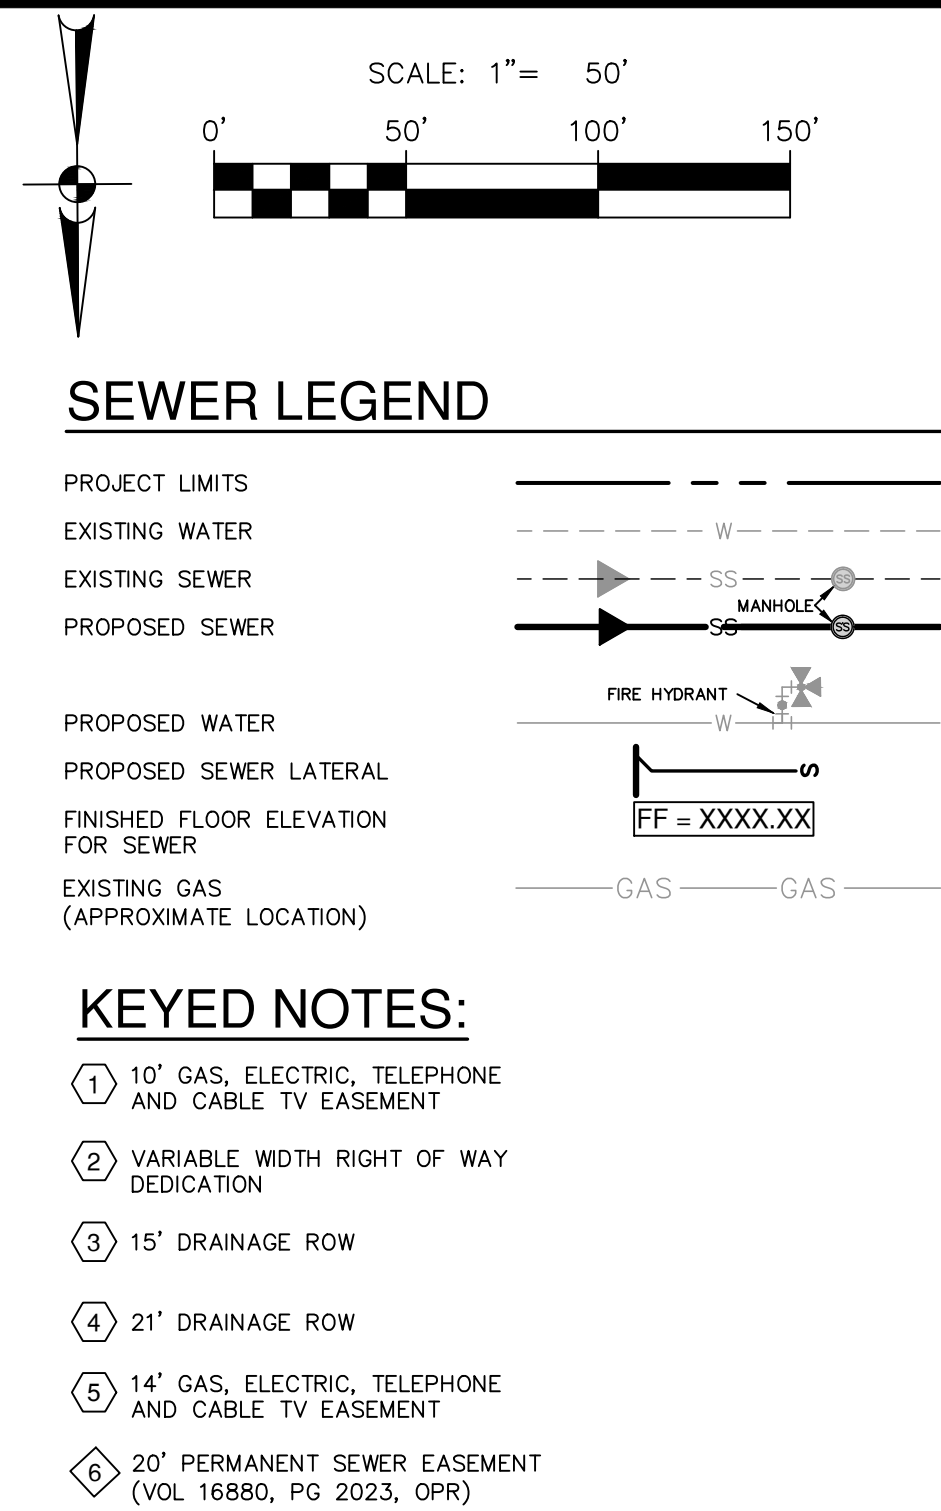 SCALE: 1"= 50'
0' 50' 100' 150'
SEWER LEGEND
PROJECT LIMITS
EXISTING WATER
W
EXISTING SEWER
SS SS
MANHOLE
PROPOSED SEWER
SS SS
FIRE HYDRANT
PROPOSED WATER
W
PROPOSED SEWER LATERAL
S
FINISHED FLOOR ELEVATION
FOR SEWER
FF = XXXX.XX
EXISTING GAS
(APPROXIMATE LOCATION)
GAS GAS
KEYED NOTES:
1 10' GAS, ELECTRIC, TELEPHONE
AND CABLE TV EASEMENT
2 VARIABLE WIDTH RIGHT OF WAY
DEDICATION
3 15' DRAINAGE ROW
4 21' DRAINAGE ROW
5 14' GAS, ELECTRIC, TELEPHONE
AND CABLE TV EASEMENT
6 20' PERMANENT SEWER EASEMENT
(VOL 16880, PG 2023, OPR)